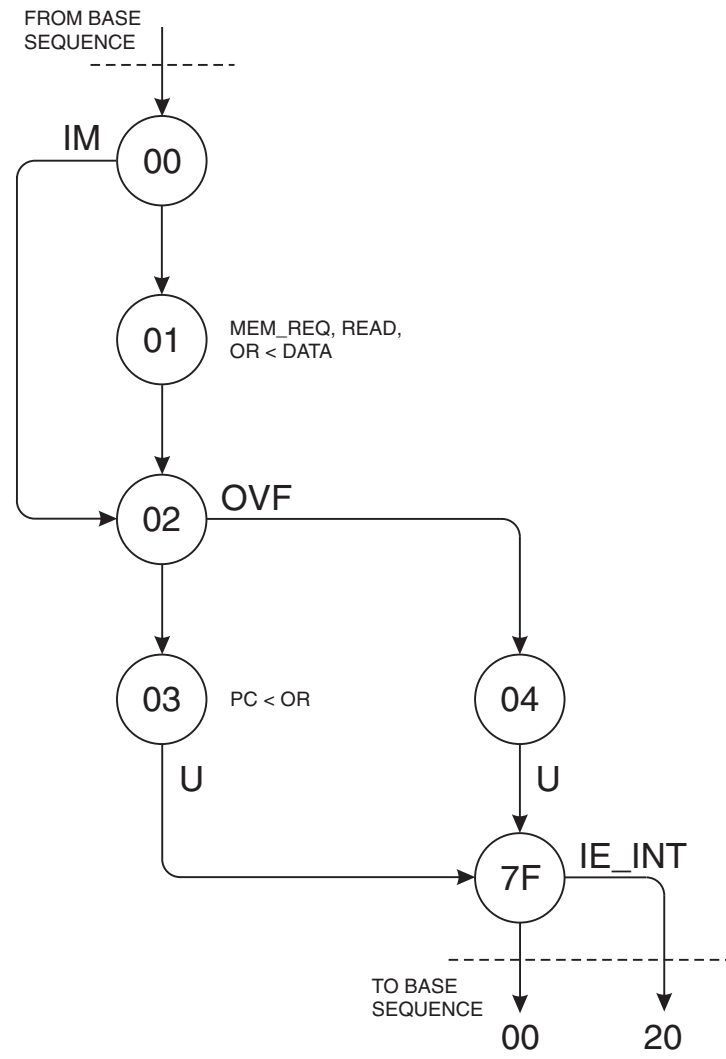 FROM BASE
SEQUENCE
IM
00
01
MEM_REQ, READ,
OR < DATA
02
OVF
03
PC < OR
04
U
U
7F
IE_INT
TO BASE
SEQUENCE
00
20